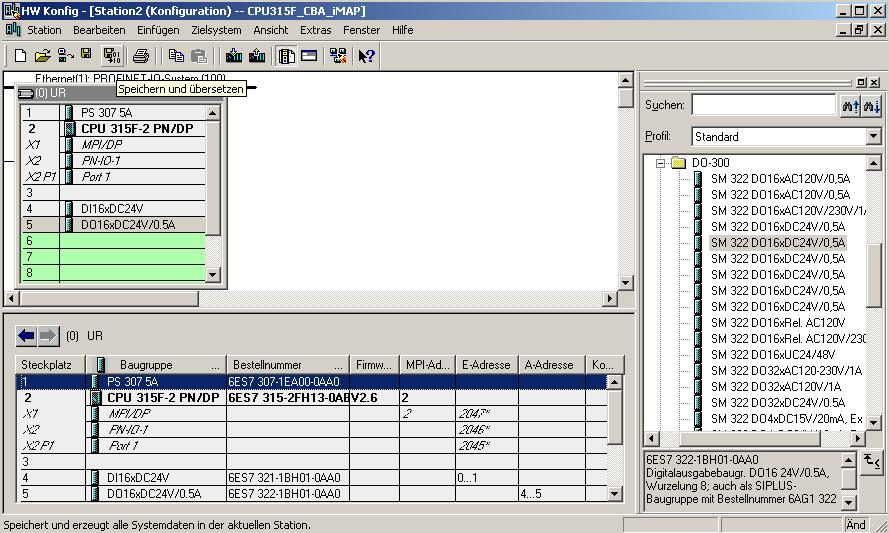 HW Konfig - [Station2 (Konfiguration) -- CPU315F_CBA_iMAP]
Station Bearbeiten Einfügen Zielsystem Ansicht Extras Fenster Hilfe
Speichern und übersetzen
Ethernet(1): PROFINET-IO-System (100)
(0) UR
1 PS 307 5A
2 CPU 315F-2 PN/DP
X1 MPI/DP
X2 PN-IO-1
X2 P1 Port 1
3
4 DI16xDC24V
5 DO16xDC24V/0.5A
6
7
8
Suchen:
Profil: Standard
DO-300
SM 322 DO16xAC120V/0,5A
SM 322 DO16xAC120V/0,5A
SM 322 DO16xAC120V/230V/1A
SM 322 DO16xDC24V/0,5A
SM 322 DO16xDC24V/0,5A
SM 322 DO16xDC24V/0,5A
SM 322 DO16xDC24V/0,5A
SM 322 DO16xDC24V/0,5A
SM 322 DO16xDC24V/0,5A
SM 322 DO16xRel. AC120V
SM 322 DO16xRel. AC120V/230
SM 322 DO16xUC24/48V
SM 322 DO32xAC120-230V/1A
SM 322 DO32xAC120V/1A
SM 322 DO32xDC24V/0.5A
SM 322 DO4xDC15V/20mA, Ex
6ES7 322-1BH01-0AA0
Digitalausgabebaugr. DO16 24V/0.5A,
Wurzelung 8; auch als SIPLUS-
Baugruppe mit Bestellnummer 6AG1 322
(0) UR
Steckplatz Baugruppe ... Bestellnummer ... Firmw... MPI-Ad... E-Adresse A-Adresse Ko...
1 PS 307 5A 6ES7 307-1EA00-0AA0
2 CPU 315F-2 PN/DP 6ES7 315-2FH13-0AB V2.6 2
X1 MPI/DP 2 2047*
X2 PN-IO-1 2046*
X2 P1 Port 1 2045*
3
4 DI16xDC24V 6ES7 321-1BH01-0AA0 0...1
5 DO16xDC24V/0.5A 6ES7 322-1BH01-0AA0 4...5
Speichert und erzeugt alle Systemdaten in der aktuellen Station.
Änd